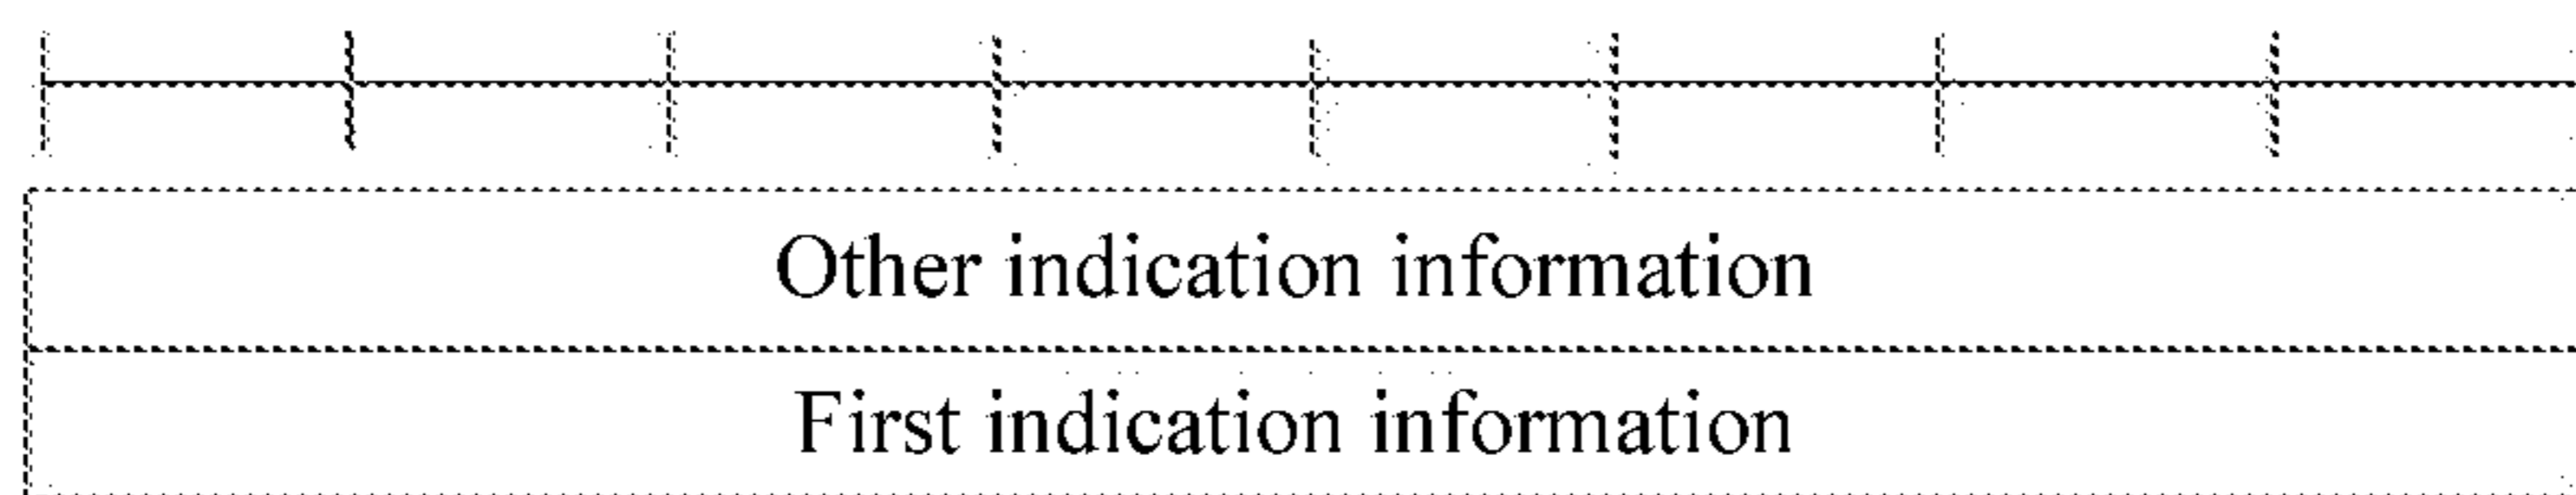 Other indication information
First indication information